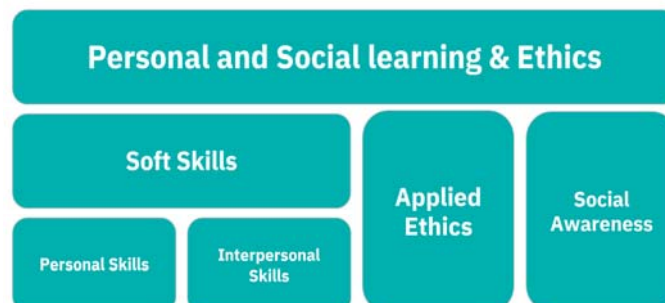 Personal and Social learning & Ethics
Soft Skills
Applied
Ethics
Social
Awareness
Personal Skills
Interpersonal
Skills